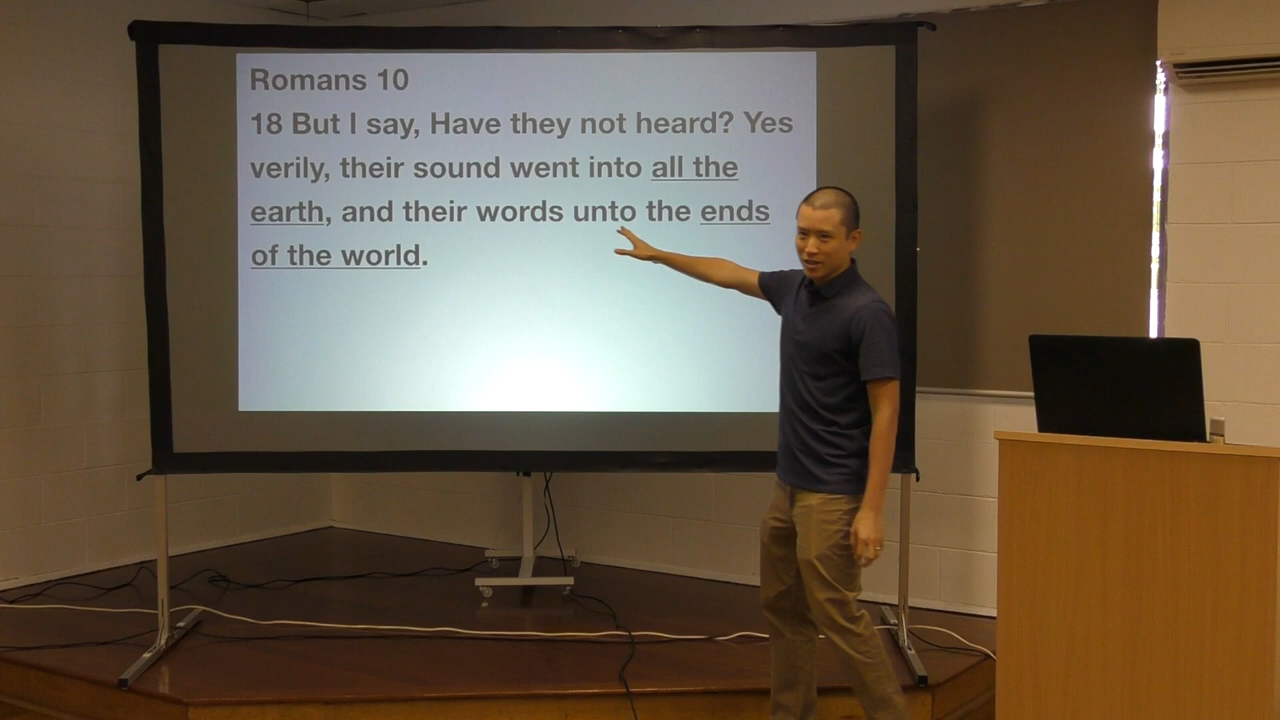 Romans 10
18 But I say, Have they not heard? Yes
verily, their sound went into all the
earth, and their words unto the ends
of the world.